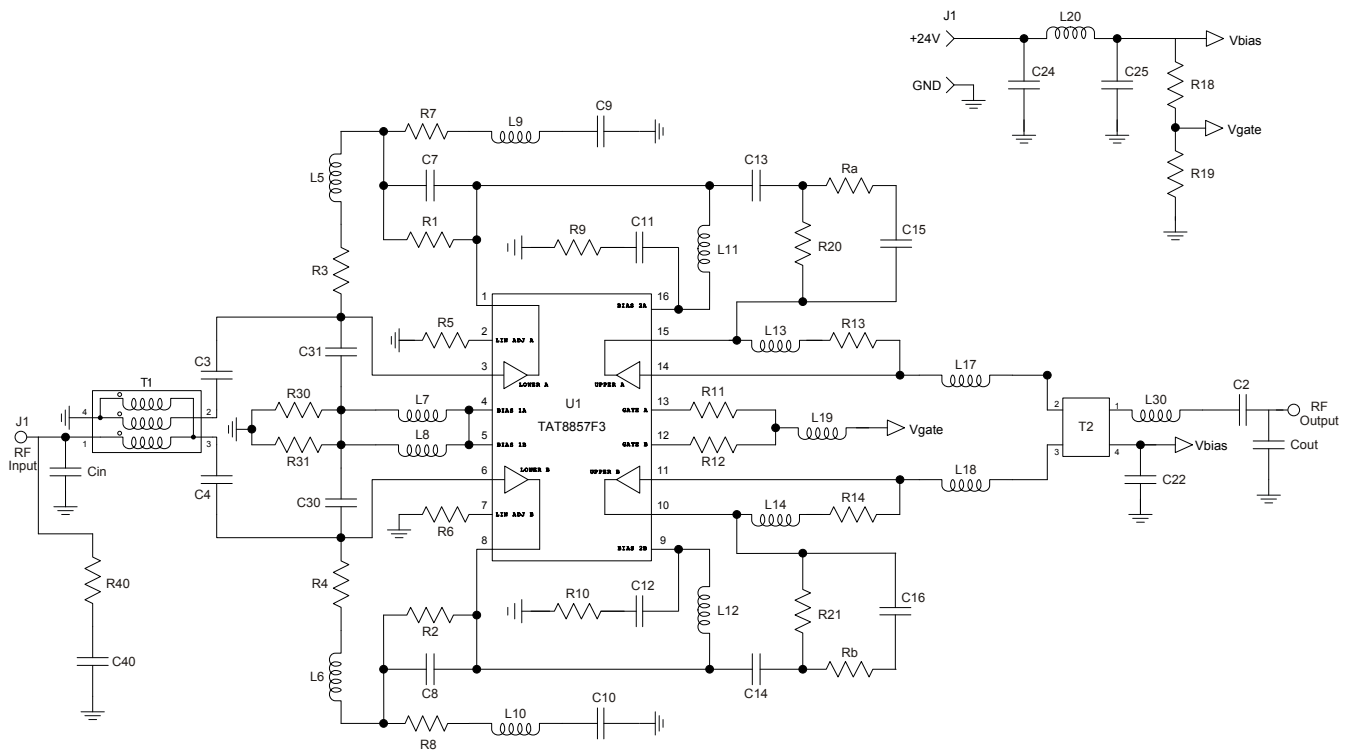 J1
L20
+24V
Vbias
C24
C25
R18
GND
Vgate
R19
R7
L9
C9
L5
C7
C13
Ra
R1
R9
C11
L11
R20
C15
R3
1
16
BIAS 2A
15
R5
2
LIN ADJ A
L13
R13
C31
C3
3
LOWER A
UPPER A
14
L17
T1
R30
L7
4
BIAS 1A
U1
TAT8857F3
GATE A
13
R11
2
1
L30
C2
RF
Output
4
2
1
3
J1
RF
Input
L8
5
BIAS 1B
GATE B
12
R12
L19
Vgate
T2
3
4
Vbias
Cout
R31
Cin
C4
6
LOWER B
UPPER B
11
L18
C22
C30
R6
7
LIN ADJ B
10
L14
R14
8
BIAS 2B
9
R40
R4
R10
C12
L12
R21
C16
R2
C40
L6
C8
C14
Rb
R8
L10
C10